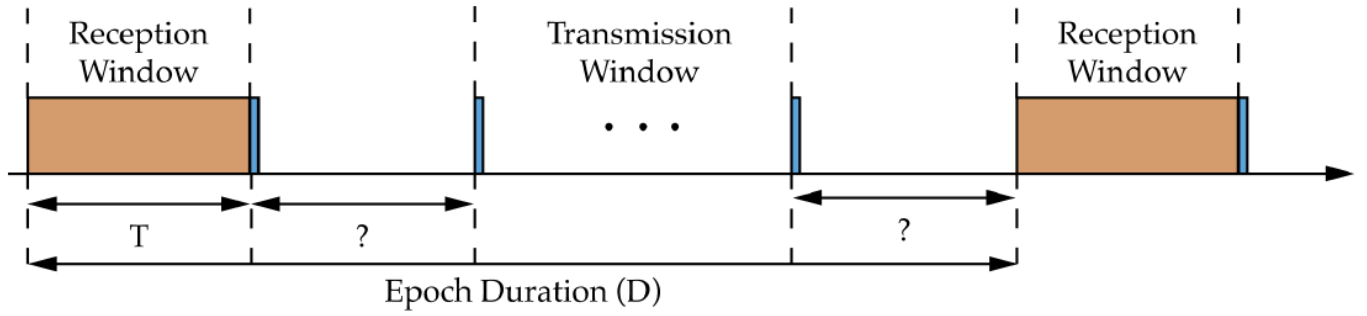 Reception
Window
Transmission
Window
Reception
Window
• • •
T
?
?
Epoch Duration (D)